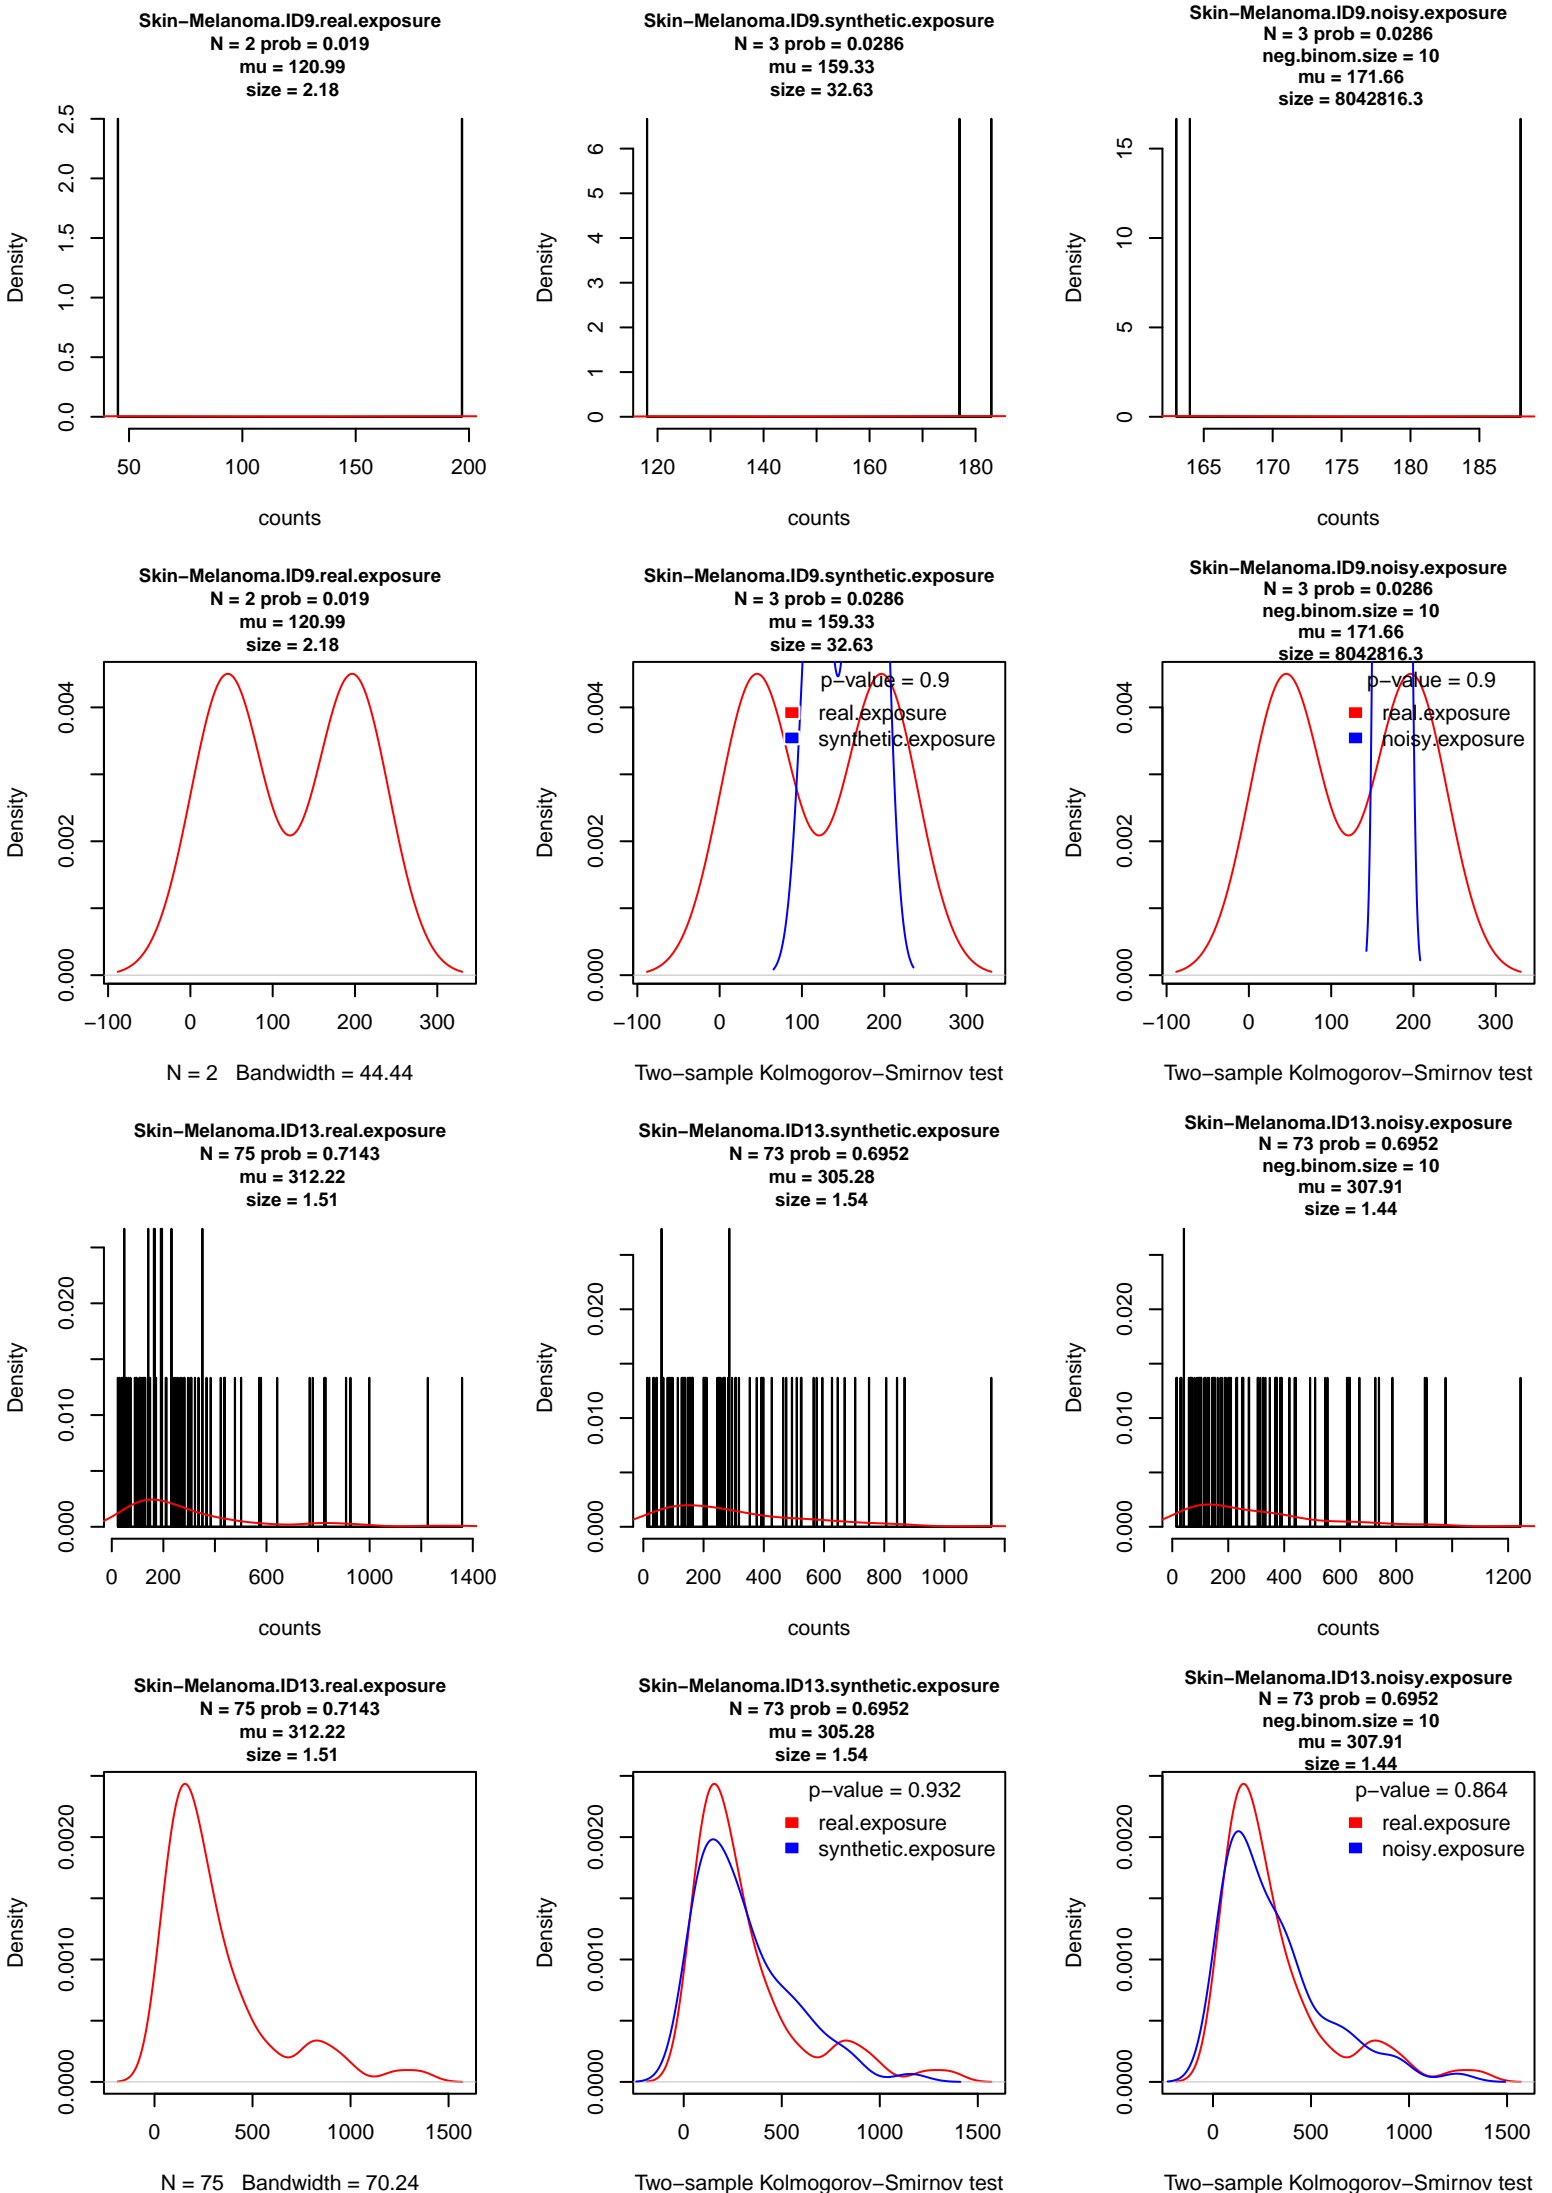 Skin−Melanoma.ID9.real.exposure
N = 2 prob = 0.019
mu = 120.99
size = 2.18
Density
0.0 0.5 1.0 1.5 2.0 2.5
50 100 150 200
counts
Skin−Melanoma.ID9.synthetic.exposure
N = 3 prob = 0.0286
mu = 159.33
size = 32.63
Density
0 1 2 3 4 5 6
120 140 160 180
counts
Skin−Melanoma.ID9.noisy.exposure
N = 3 prob = 0.0286
neg.binom.size = 10
mu = 171.66
size = 8042816.3
Density
0 5 10 15
165 170 175 180 185
counts
Skin−Melanoma.ID9.real.exposure
N = 2 prob = 0.019
mu = 120.99
size = 2.18
Density
0.000 0.002 0.004
−100 0 100 200 300
N = 2 Bandwidth = 44.44
Skin−Melanoma.ID9.synthetic.exposure
N = 3 prob = 0.0286
mu = 159.33
size = 32.63
p−value = 0.9
real.exposure
synthetic.exposure
Density
0.000 0.002 0.004
−100 0 100 200 300
Two−sample Kolmogorov−Smirnov test
Skin−Melanoma.ID9.noisy.exposure
N = 3 prob = 0.0286
neg.binom.size = 10
mu = 171.66
size = 8042816.3
p−value = 0.9
real.exposure
noisy.exposure
Density
0.000 0.002 0.004
−100 0 100 200 300
Two−sample Kolmogorov−Smirnov test
Skin−Melanoma.ID13.real.exposure
N = 75 prob = 0.7143
mu = 312.22
size = 1.51
Density
0.000 0.010 0.020
0 200 600 1000 1400
counts
Skin−Melanoma.ID13.synthetic.exposure
N = 73 prob = 0.6952
mu = 305.28
size = 1.54
Density
0.000 0.010 0.020
0 200 400 600 800 1000
counts
Skin−Melanoma.ID13.noisy.exposure
N = 73 prob = 0.6952
neg.binom.size = 10
mu = 307.91
size = 1.44
Density
0.000 0.010 0.020
0 200 400 600 800 1200
counts
Skin−Melanoma.ID13.real.exposure
N = 75 prob = 0.7143
mu = 312.22
size = 1.51
Density
0.0000 0.0010 0.0020
0 500 1000 1500
N = 75 Bandwidth = 70.24
Skin−Melanoma.ID13.synthetic.exposure
N = 73 prob = 0.6952
mu = 305.28
size = 1.54
p−value = 0.932
real.exposure
synthetic.exposure
Density
0.0000 0.0010 0.0020
0 500 1000 1500
Two−sample Kolmogorov−Smirnov test
Skin−Melanoma.ID13.noisy.exposure
N = 73 prob = 0.6952
neg.binom.size = 10
mu = 307.91
size = 1.44
p−value = 0.864
real.exposure
noisy.exposure
Density
0.0000 0.0010 0.0020
0 500 1000 1500
Two−sample Kolmogorov−Smirnov test